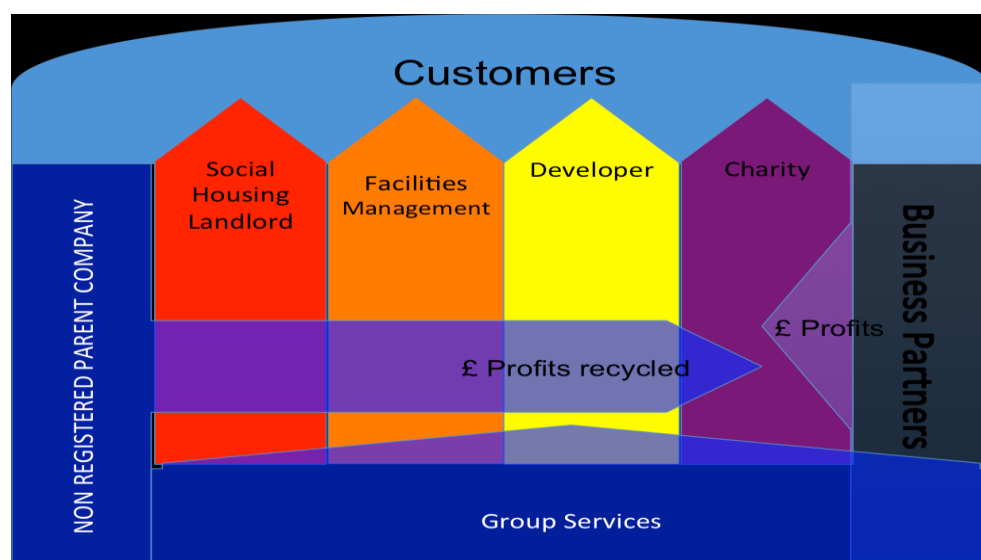 Customers
Social
Housing
Landlord
Facilities
Management
Developer
Charity
NON REGISTERED PARENT COMPANY
Business Partners
£ Profits
£ Profits recycled
Group Services